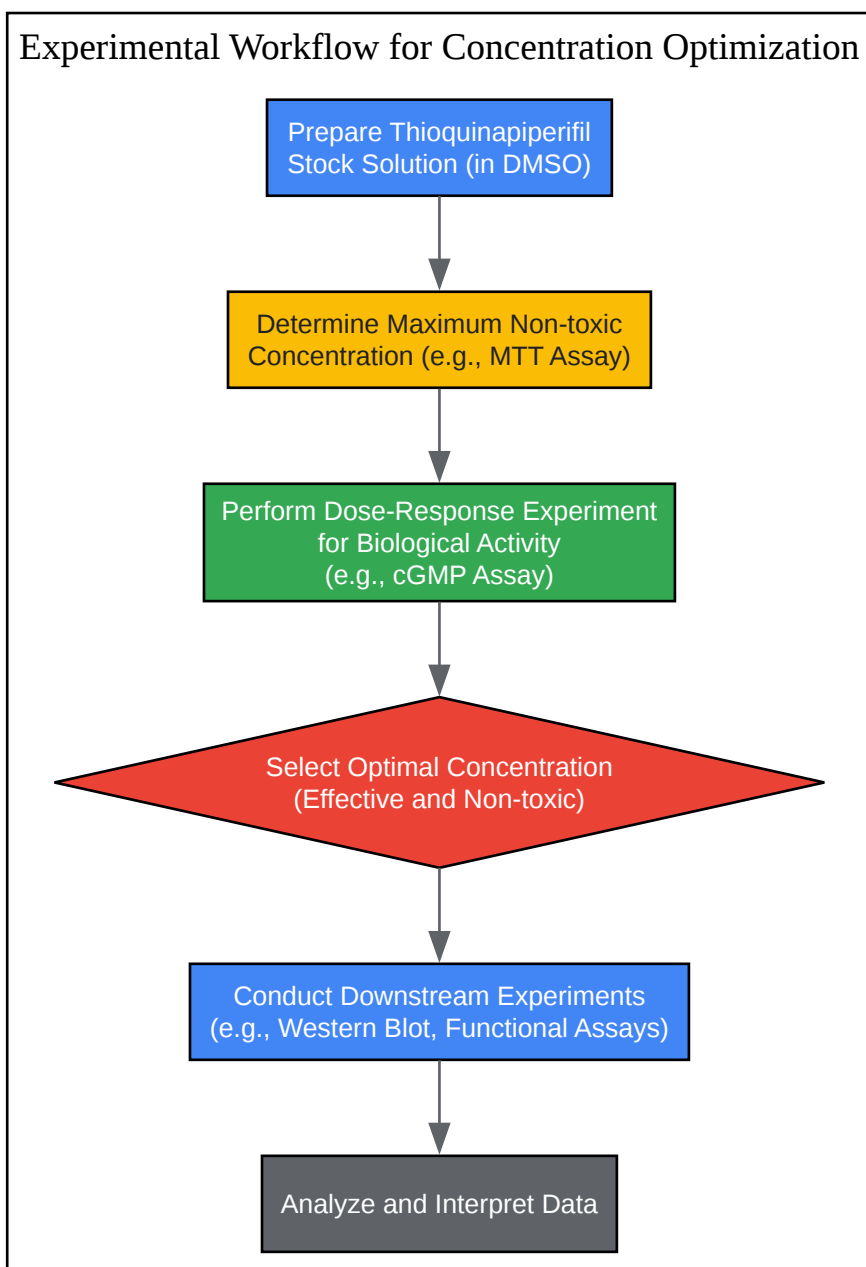 Experimental Workflow for Concentration Optimization
Prepare Thioquinapiperifil
Stock Solution (in DMSO)
Determine Maximum Non-toxic
Concentration (e.g., MTT Assay)
Perform Dose-Response Experiment
for Biological Activity
(e.g., cGMP Assay)
Select Optimal Concentration
(Effective and Non-toxic)
Conduct Downstream Experiments
(e.g., Western Blot, Functional Assays)
Analyze and Interpret Data